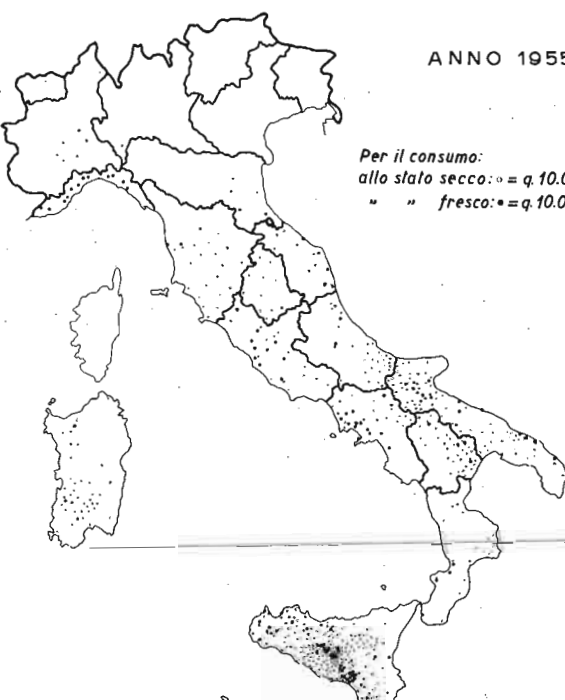 ANNO 1955
Per il consumo:
allo stato secco: ◦ = q. 10.0
" " fresco: • = q. 10.0